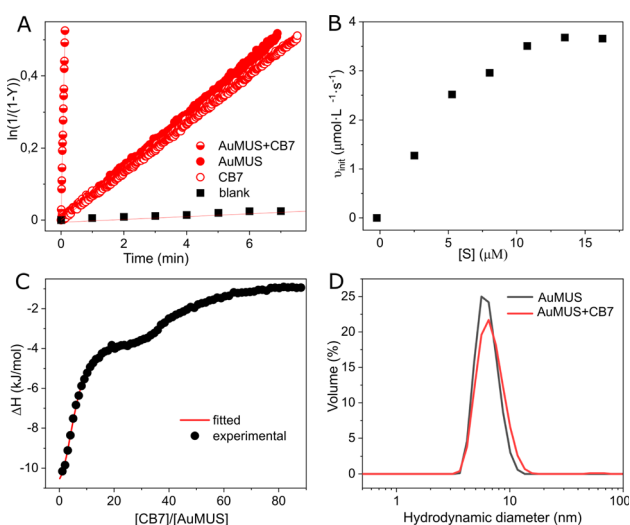 A
ln(1/(1-Y))
0,4
0,2
0
AuMUS+CB7
AuMUS
CB7
blank
0 2 4 6
Time (min)
B
υinit (μmol·L⁻¹·s⁻¹)
4
3
2
1
0
0 5 10 15
[S] (μM)
C
ΔH (kJ/mol)
-2
-4
-6
-8
-10
fitted
experimental
0 20 40 60 80
[CB7]/[AuMUS]
D
Volume (%)
25
20
15
10
5.0
0.0
AuMUS
AuMUS+CB7
1 10 100
Hydrodynamic diameter (nm)